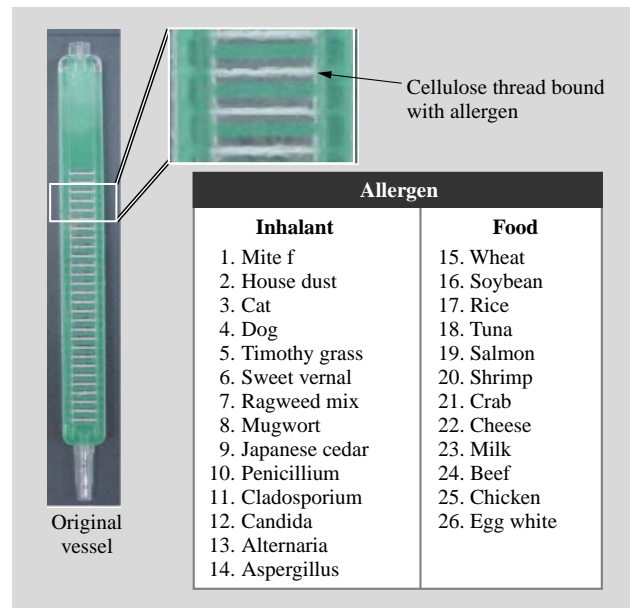 Cellulose thread bound
with allergen
Allergen
Inhalant
1. Mite f
2. House dust
3. Cat
4. Dog
5. Timothy grass
6. Sweet vernal
7. Ragweed mix
8. Mugwort
9. Japanese cedar
10. Penicillium
11. Cladosporium
12. Candida
13. Alternaria
14. Aspergillus
Food
15. Wheat
16. Soybean
17. Rice
18. Tuna
19. Salmon
20. Shrimp
21. Crab
22. Cheese
23. Milk
24. Beef
25. Chicken
26. Egg white
Original
vessel